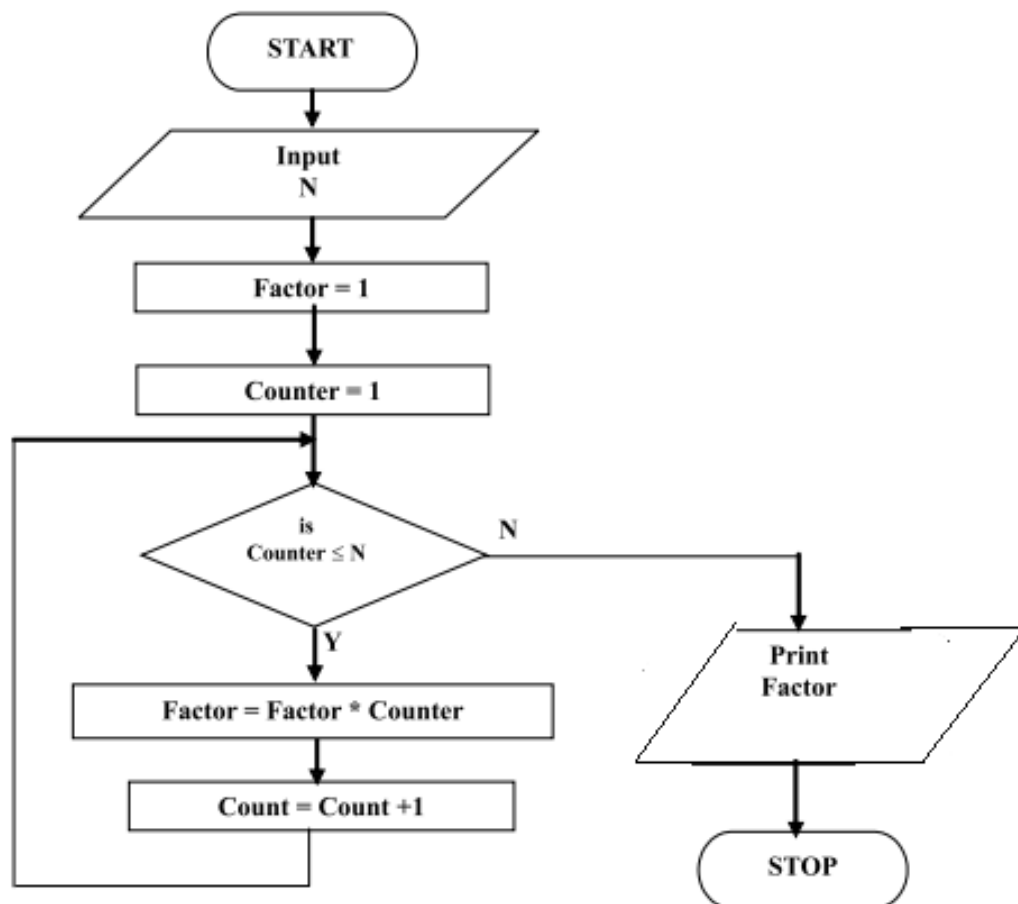 START
Input
N
Factor = 1
Counter = 1
is
Counter ≤ N
N
Y
Factor = Factor * Counter
Count = Count +1
Print
Factor
STOP